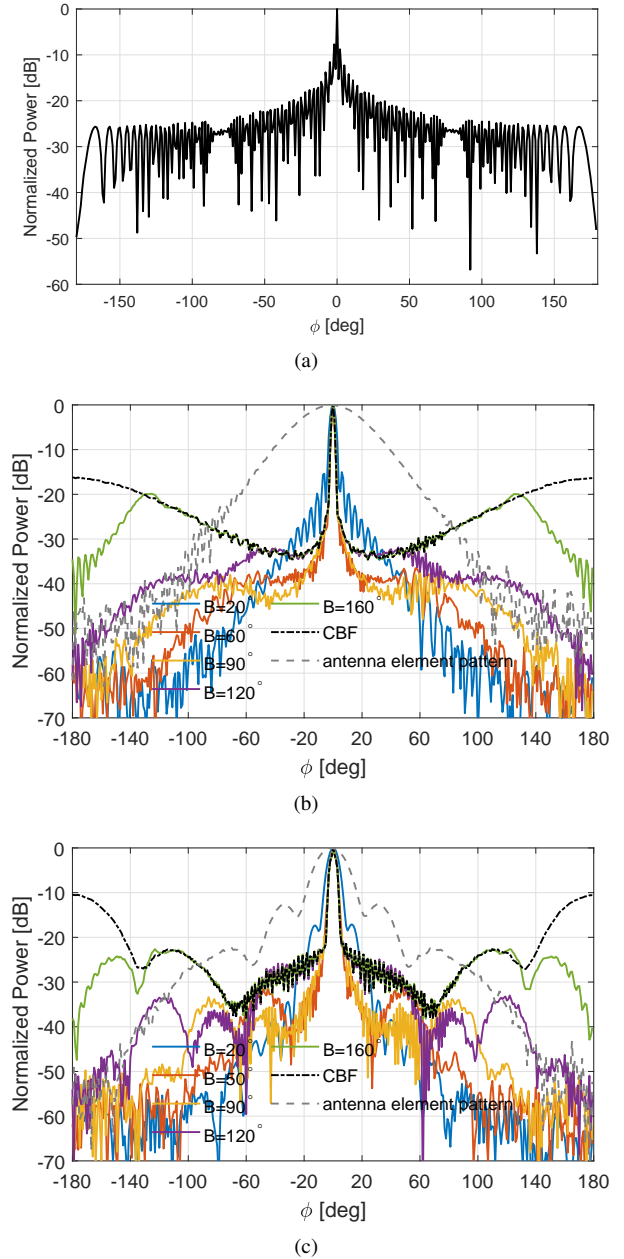 0
-10
-20
-30
-40
-50
-60
Normalized Power [dB]
-150 -100 -50 0 50 100 150
ϕ [deg]
(a)
0
-10
-20
-30
-40
-50
-60
-70
Normalized Power [dB]
B=20°
B=60°
B=90°
B=120°
B=160°
CBF
antenna element pattern
-180 -140 -100 -60 -20 20 60 100 140 180
ϕ [deg]
(b)
0
-10
-20
-30
-40
-50
-60
-70
Normalized Power [dB]
B=20°
B=50°
B=90°
B=120°
B=160°
CBF
antenna element pattern
-180 -140 -100 -60 -20 20 60 100 140 180
ϕ [deg]
(c)